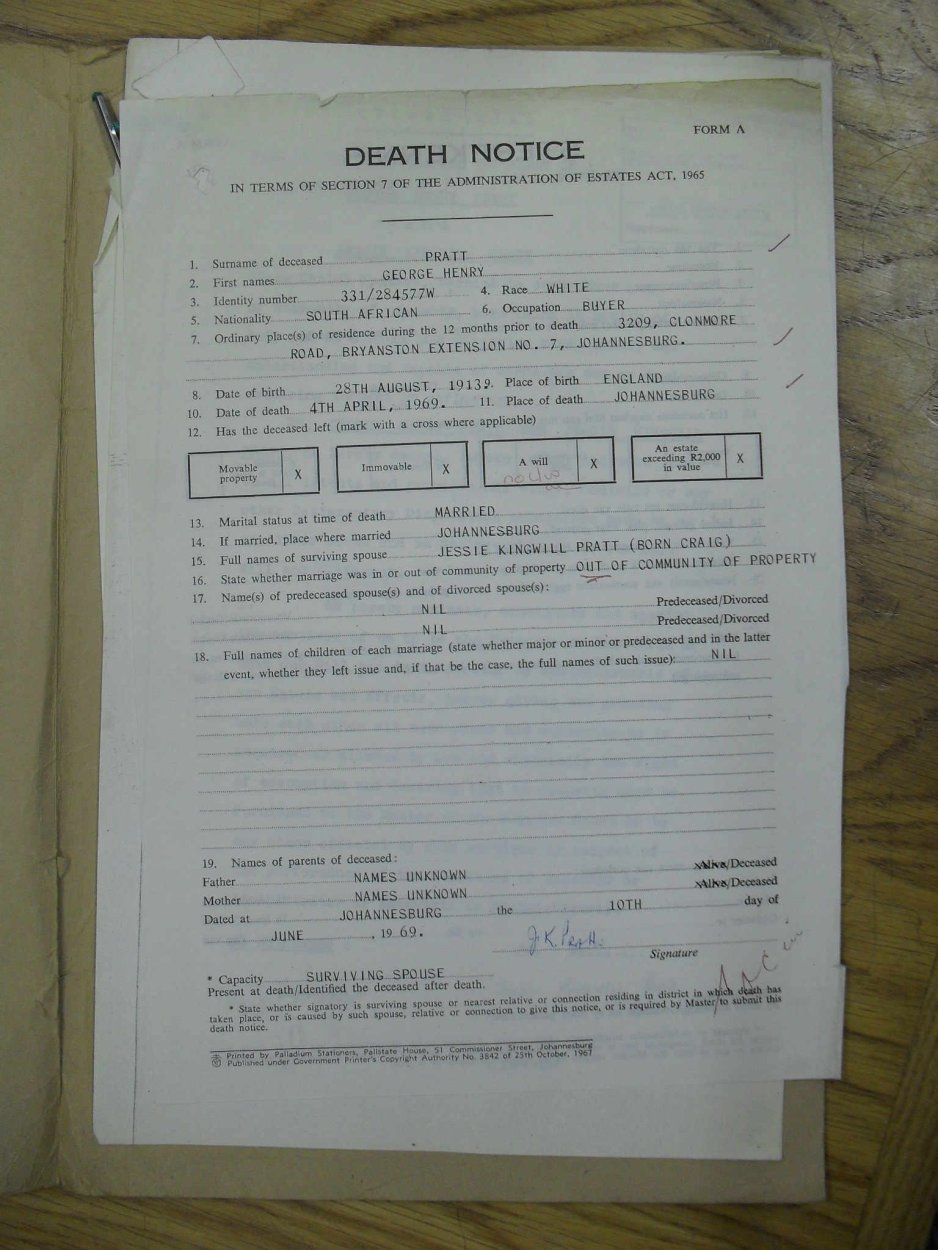 FORM A
DEATH NOTICE
IN TERMS OF SECTION 7 OF THE ADMINISTRATION OF ESTATES ACT, 1965
1. Surname of deceased PRATT
2. First names GEORGE HENRY
3. Identity number 331/284577W 4. Race WHITE
5. Nationality SOUTH AFRICAN 6. Occupation BUYER
7. Ordinary place(s) of residence during the 12 months prior to death 3209, CLONMORE
ROAD, BRYANSTON EXTENSION NO. 7, JOHANNESBURG.
8. Date of birth 28TH AUGUST, 1913 9. Place of birth ENGLAND
10. Date of death 4TH APRIL, 1969. 11. Place of death JOHANNESBURG
12. Has the deceased left (mark with a cross where applicable)
Movable property X Immovable X A will X An estate exceeding R2,000 in value X
13. Marital status at time of death MARRIED
14. If married, place where married JOHANNESBURG
15. Full names of surviving spouse JESSIE KINGWILL PRATT (BORN CRAIG)
16. State whether marriage was in or out of community of property OUT OF COMMUNITY OF PROPERTY
17. Name(s) of predeceased spouse(s) and of divorced spouse(s):
NIL Predeceased/Divorced
NIL Predeceased/Divorced
18. Full names of children of each marriage (state whether major or minor or predeceased and in the latter
event, whether they left issue and, if that be the case, the full names of such issue): NIL
19. Names of parents of deceased:
Father NAMES UNKNOWN Alive/Deceased
Mother NAMES UNKNOWN Alive/Deceased
Dated at JOHANNESBURG the 10TH day of
JUNE, 1969.
J.K. Pratt.
Signature
* Capacity SURVIVING SPOUSE
Present at death/Identified the deceased after death.
* State whether signatory is surviving spouse or nearest relative or connection residing in district in which death has
taken place, or is caused by such spouse, relative or connection to give this notice, or is required by Master to submit this
death notice.
Printed by Palladium Stationers, Pallstate House, 51 Commissioner Street, Johannesburg
Published under Government Printer's Copyright Authority No. 3842 of 25th October, 1967